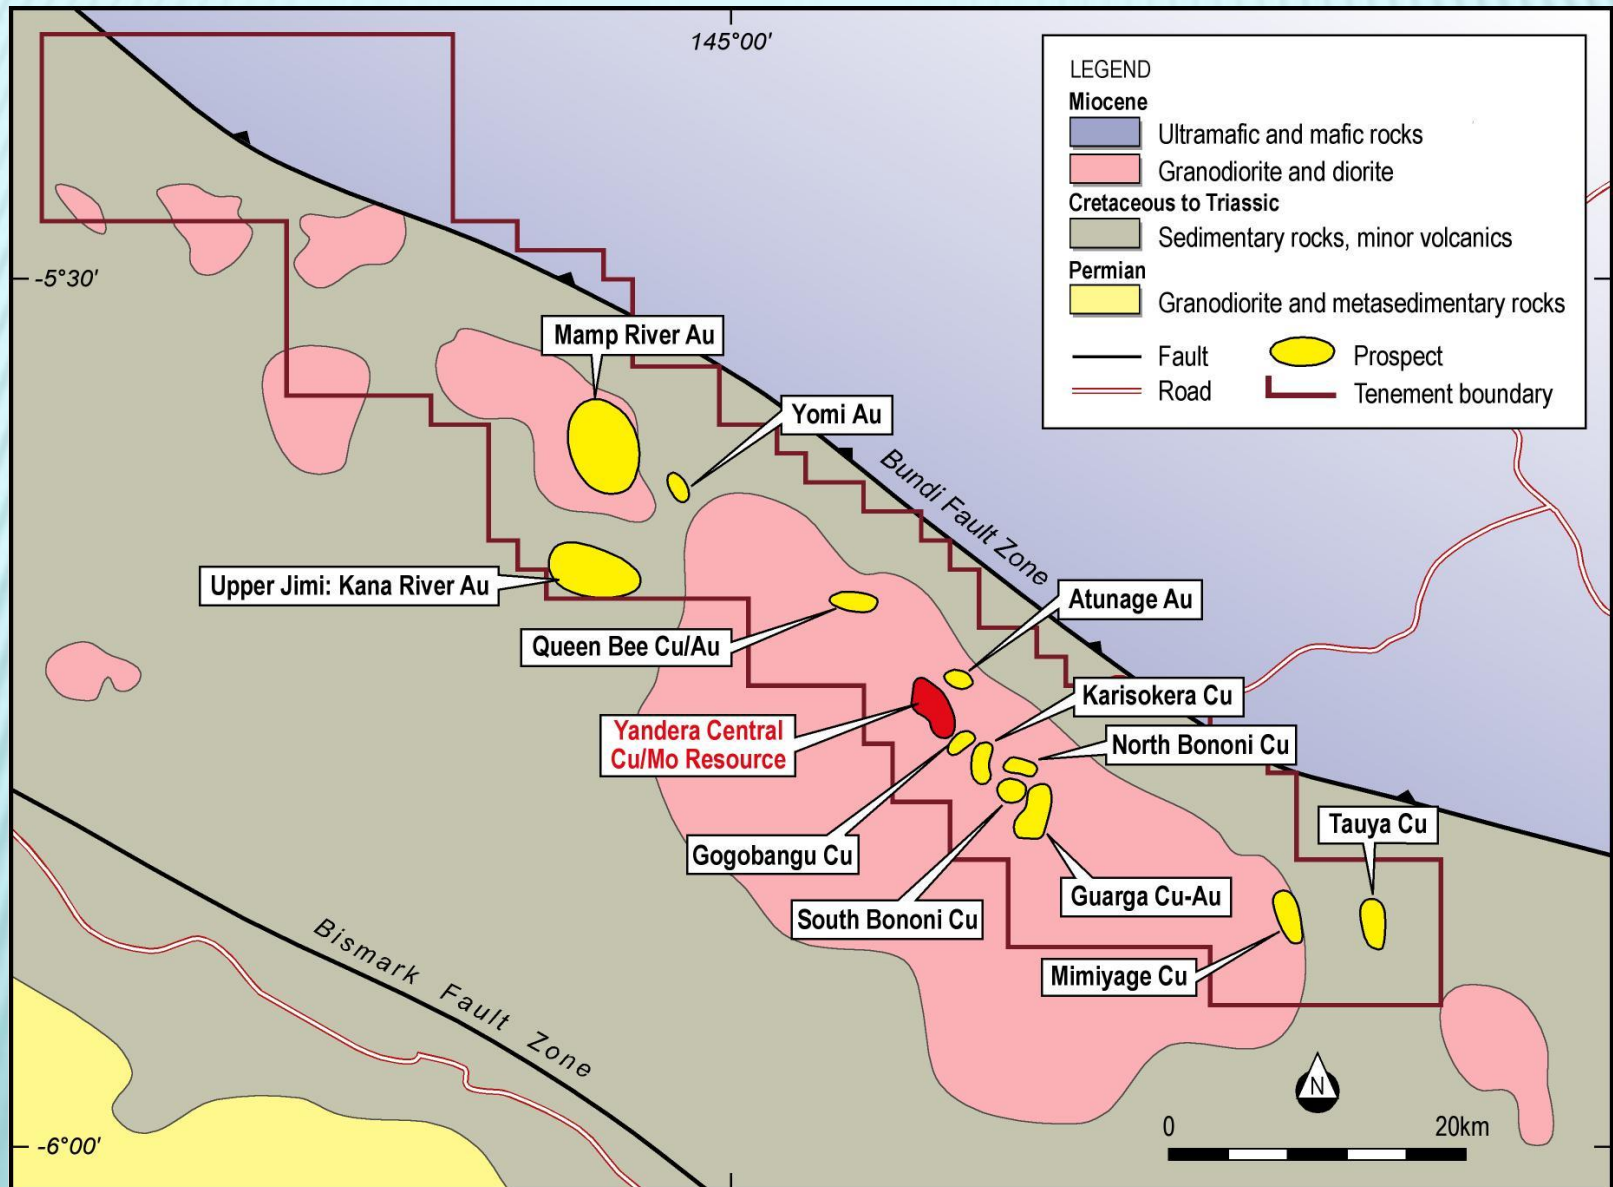 145°00'
LEGEND
Miocene
Ultramafic and mafic rocks
Granodiorite and diorite
Cretaceous to Triassic
Sedimentary rocks, minor volcanics
Permian
Granodiorite and metasedimentary rocks
Fault
Prospect
Road
Tenement boundary
-5°30'
Mamp River Au
Yomi Au
Bundi Fault Zone
Upper Jimi: Kana River Au
Atunage Au
Queen Bee Cu/Au
Karisokera Cu
Yandera Central
Cu/Mo Resource
North Bononi Cu
Tauya Cu
Gogobangu Cu
Guarga Cu-Au
South Bononi Cu
Mimiyage Cu
Bismark Fault Zone
N
0
20km
-6°00'